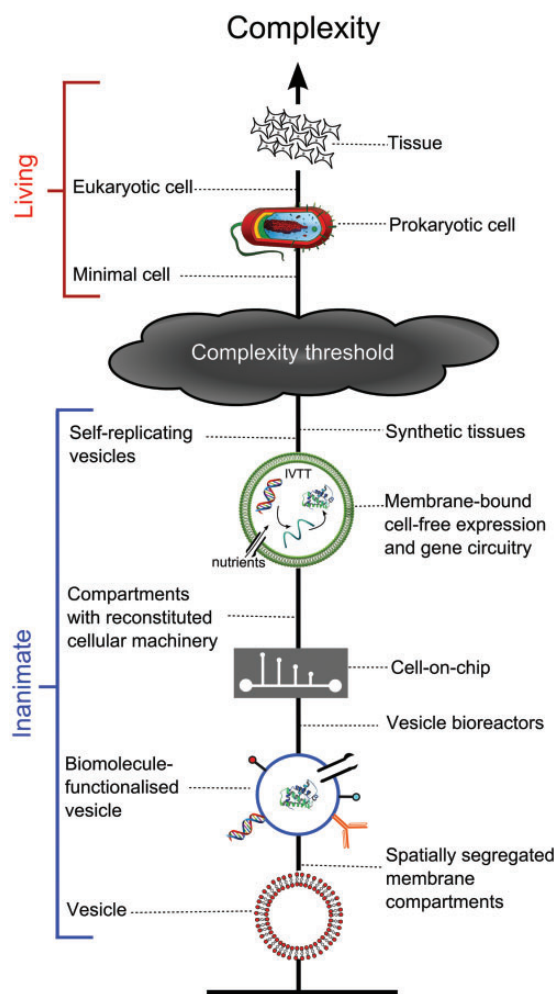 Complexity
Living
Tissue
Eukaryotic cell
Prokaryotic cell
Minimal cell
Complexity threshold
Inanimate
Self-replicating
vesicles
Synthetic tissues
IVTT
nutrients
Membrane-bound
cell-free expression
and gene circuitry
Compartments
with reconstituted
cellular machinery
Cell-on-chip
Vesicle bioreactors
Biomolecule-
functionalised
vesicle
Spatially segregated
membrane
compartments
Vesicle